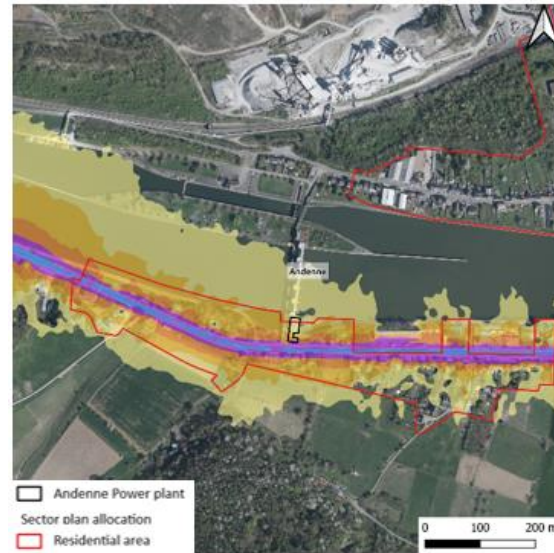 Andenne
Andenne Power plant
Sector plan allocation
Residential area
0 100 200 m